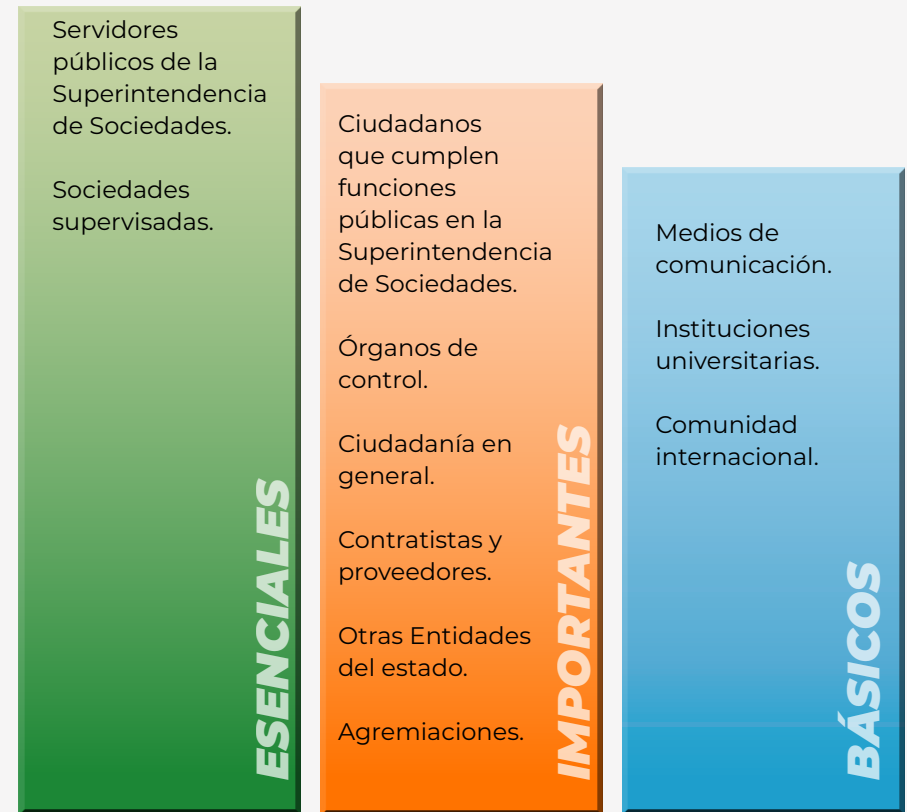 Servidores
públicos de la
Superintendencia
de Sociedades.
Sociedades
supervisadas.
ESENCIALES
Ciudadanos
que cumplen
funciones
públicas en la
Superintendencia
de Sociedades.
Órganos de
control.
Ciudadanía en
general.
Contratistas y
proveedores.
Otras Entidades
del estado.
Agremiaciones.
IMPORTANTES
Medios de
comunicación.
Instituciones
universitarias.
Comunidad
internacional.
BÁSICOS